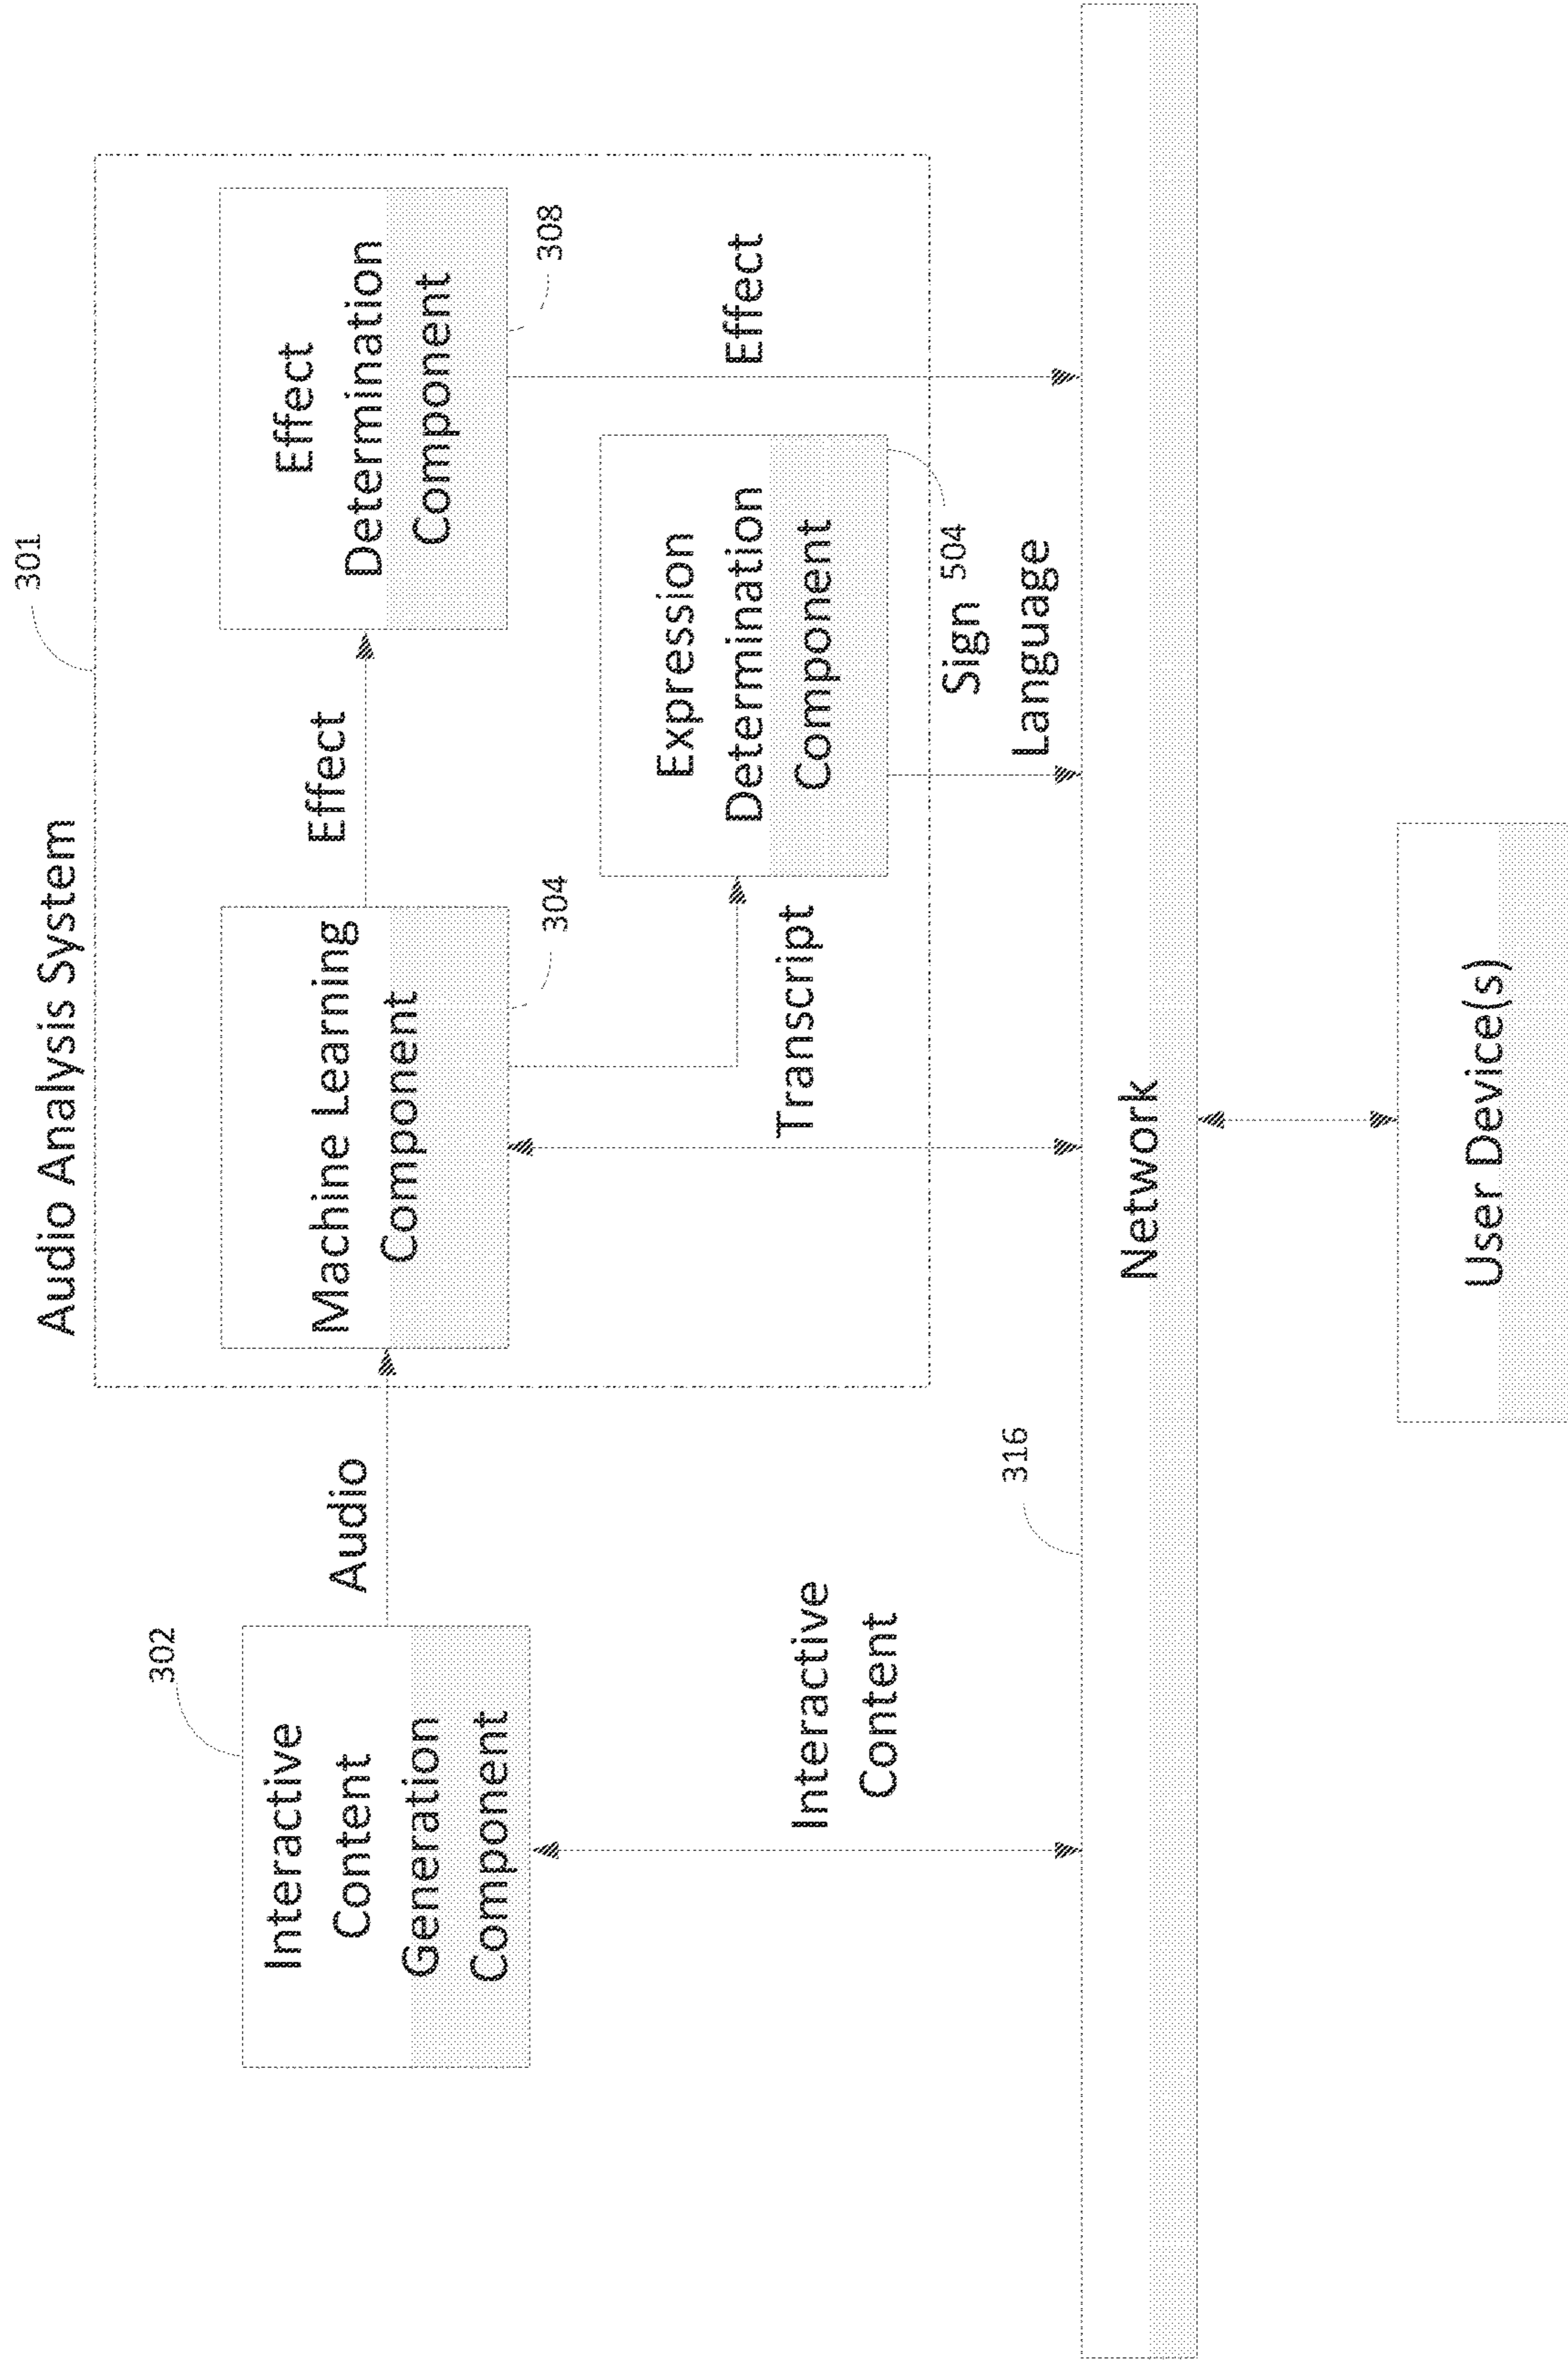 Audio Analysis System
301
302
Interactive
Content
Generation
Component
Audio
Machine Learning
Component
304
Effect
Effect
Determination
Component
308
Transcript
Expression
Determination
Component
504
Effect
Sign
Language
Interactive
Content
316
Network
User Device(s)